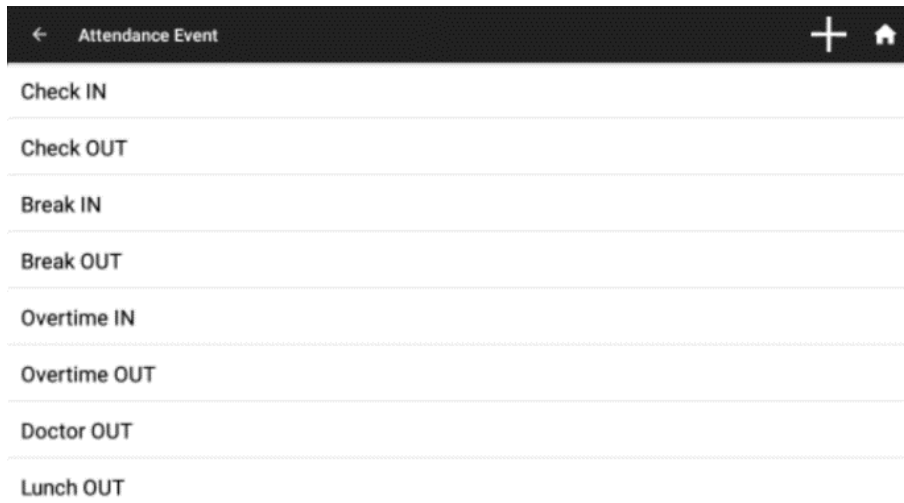 Attendance Event
Check IN
Check OUT
Break IN
Break OUT
Overtime IN
Overtime OUT
Doctor OUT
Lunch OUT